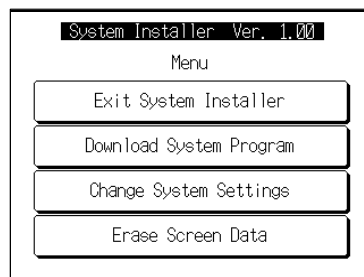 System Installer Ver. 1.00
Menu
Exit System Installer
Download System Program
Change System Settings
Erase Screen Data